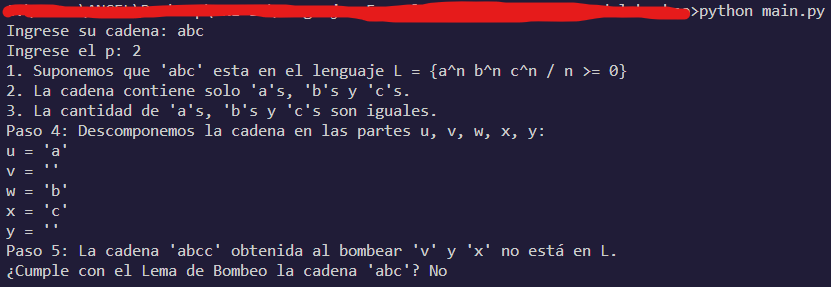 >python main.py
Ingrese su cadena: abc
Ingrese el p: 2
1. Suponemos que 'abc' esta en el lenguaje L = {a^n b^n c^n / n >= 0}
2. La cadena contiene solo 'a's, 'b's y 'c's.
3. La cantidad de 'a's, 'b's y 'c's son iguales.
Paso 4: Descomponemos la cadena en las partes u, v, w, x, y:
u = 'a'
v = ''
w = 'b'
x = 'c'
y = ''
Paso 5: La cadena 'abcc' obtenida al bombear 'v' y 'x' no está en L.
¿Cumple con el Lema de Bombeo la cadena 'abc'? No